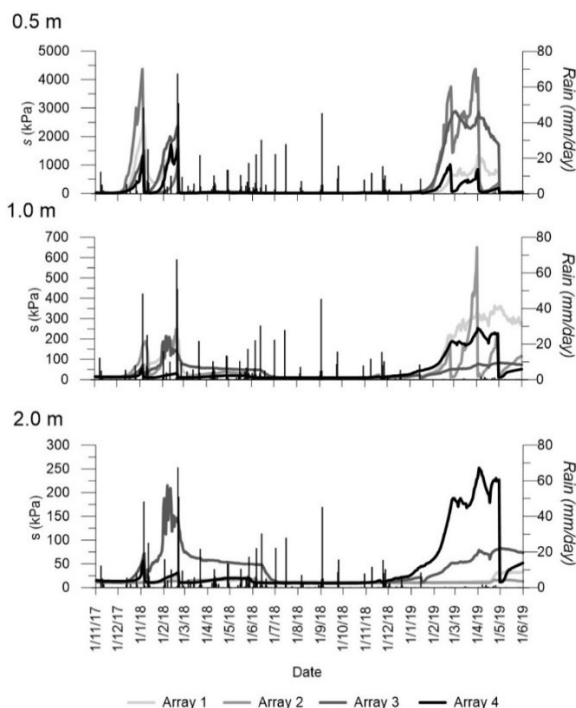 0.5 m
5000 80
4000 60
3000 40
2000 20
1000
0 0
s (kPa) Rain (mm/day)
1.0 m
700 80
600
500 60
400 40
300
200 20
100
0 0
s (kPa) Rain (mm/day)
2.0 m
300 80
250 60
200
150 40
100 20
50
0 0
s (kPa) Rain (mm/day)
1/11/17 1/12/17 1/1/18 1/2/18 1/3/18 1/4/18 1/5/18 1/6/18 1/7/18 1/8/18 1/9/18 1/10/18 1/11/18 1/12/18 1/1/19 1/2/19 1/3/19 1/4/19 1/5/19 1/6/19
Date
Array 1 Array 2 Array 3 Array 4